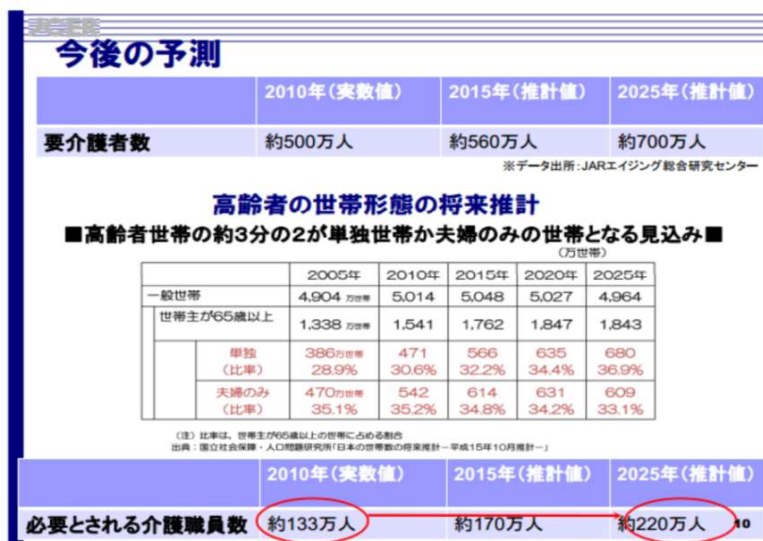 今後の予測
2010年(実数値) 2015年(推計値) 2025年(推計値)
要介護者数 約500万人 約560万人 約700万人
※データ出所:JARエイジング総合研究センター
高齢者の世帯形態の将来推計
■高齢者世帯の約3分の2が単独世帯か夫婦のみの世帯となる見込み■
(万世帯)
2005年 2010年 2015年 2020年 2025年
一般世帯 4,904 万世帯 5,014 5,048 5,027 4,964
世帯主が65歳以上 1,338 万世帯 1,541 1,762 1,847 1,843
単独 386万世帯 471 566 635 680
(比率) 28.9% 30.6% 32.2% 34.4% 36.9%
夫婦のみ 470万世帯 542 614 631 609
(比率) 35.1% 35.2% 34.8% 34.2% 33.1%
(注)比率は、世帯主が65歳以上の世帯に占める割合
出典:国立社会保障・人口問題研究所「日本の世帯数の将来推計-平成15年10月推計-」
2010年(実数値) 2015年(推計値) 2025年(推計値)
必要とされる介護職員数 約133万人 約170万人 約220万人 10